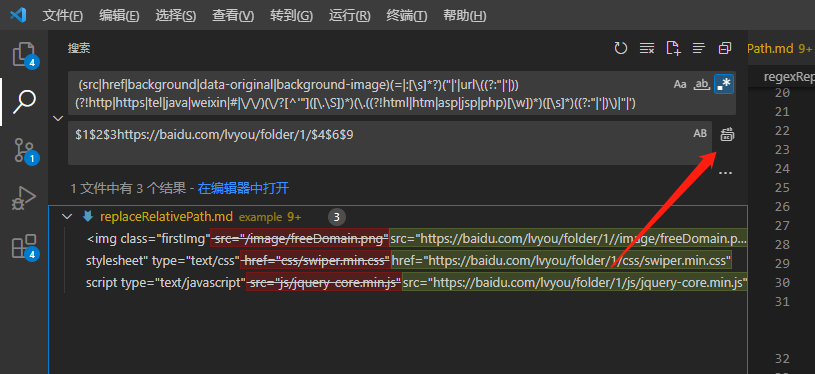 文件(F) 编辑(E) 选择(S) 查看(V) 转到(G) 运行(R) 终端(T) 帮助(H)
搜索
Path.md 9+
(src|href|background|data-original|background-image)(=|:[\s]*?)("|'|url\((?:"|'|))
(?!http|https|tel|java|weixin|#|\/\/)(\/?[^'"]([\.\S])*)(\.((?!html|htm|asp|jsp|php)[\w])*)([\s]*((?:"|'|)\)|"|')
Aa ab .*
regexRep
$1$2$3https://baidu.com/lvyou/folder/1/$4$6$9
AB
1 文件中有 3 个结果 - 在编辑器中打开
replaceRelativePath.md example 9+ 3
<img class="firstImg" src="/image/freeDomain.png"src="https://baidu.com/lvyou/folder/1//image/freeDomain.p...
stylesheet" type="text/css" href="css/swiper.min.css"href="https://baidu.com/lvyou/folder/1/css/swiper.min.css"
script type="text/javascript" src="js/jquery-core.min.js"src="https://baidu.com/lvyou/folder/1/js/jquery-core.min.js"
4
1
4
20
21
22
23
24
25
26
27
28
29
30
31
32